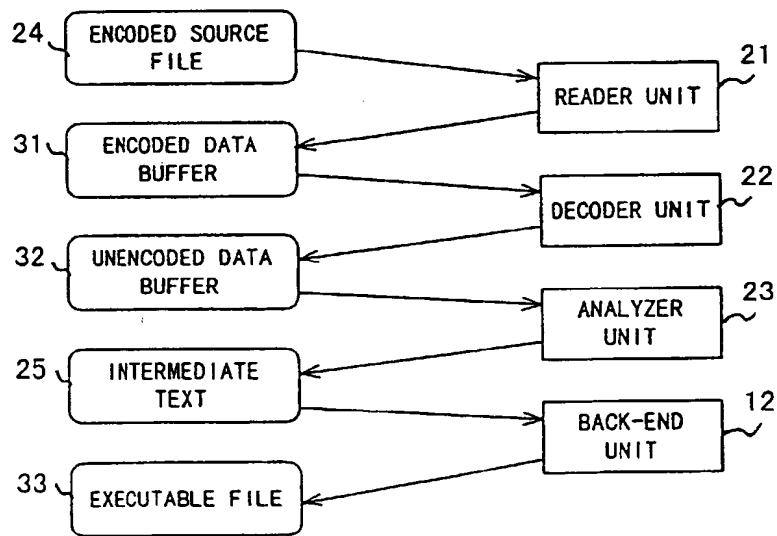 24
ENCODED SOURCE
FILE
21
READER UNIT
31
ENCODED DATA
BUFFER
22
DECODER UNIT
32
UNENCODED DATA
BUFFER
23
ANALYZER
UNIT
25
INTERMEDIATE
TEXT
12
BACK-END
UNIT
33
EXECUTABLE FILE